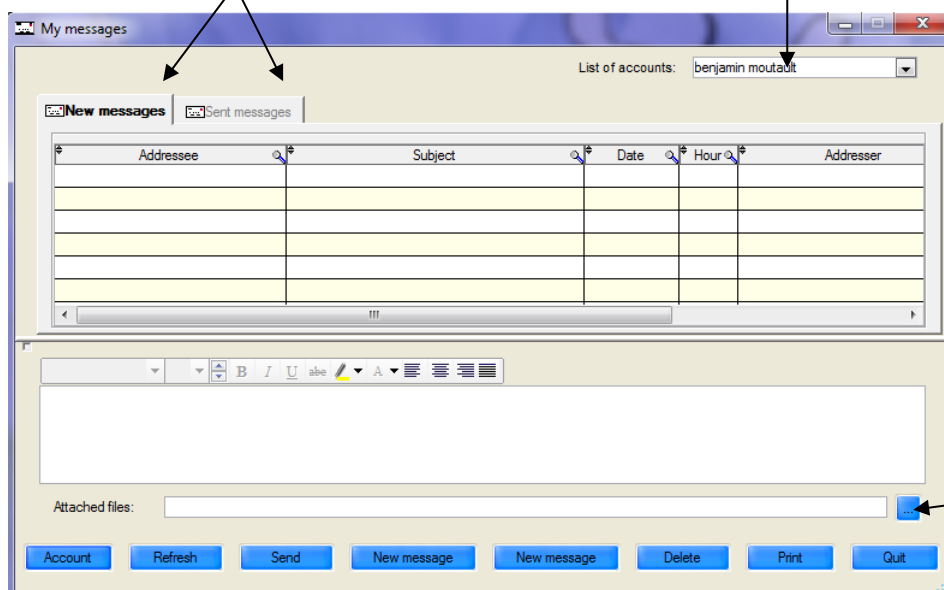 My messages
List of accounts: benjamin moutault
New messages Sent messages
Addressee Subject Date Hour Addresser
B I U abe A
Attached files: ...
Account Refresh Send New message New message Delete Print Quit